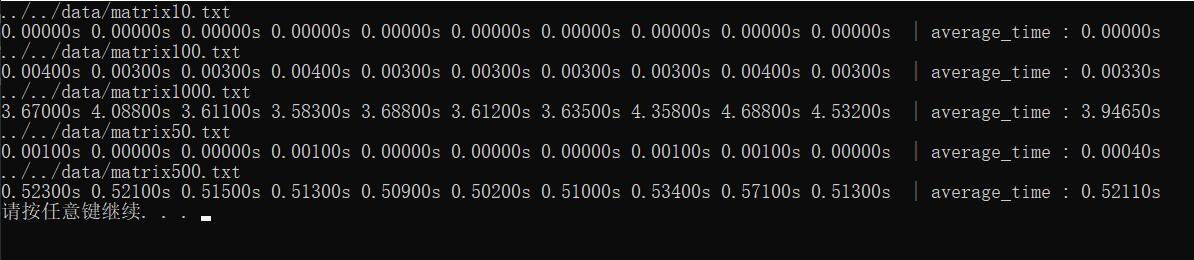 ../../data/matrix10.txt
0.00000s 0.00000s 0.00000s 0.00000s 0.00000s 0.00000s 0.00000s 0.00000s 0.00000s 0.00000s | average_time : 0.00000s
../../data/matrix100.txt
0.00400s 0.00300s 0.00300s 0.00400s 0.00300s 0.00300s 0.00300s 0.00300s 0.00400s 0.00300s | average_time : 0.00330s
../../data/matrix1000.txt
3.67000s 4.08800s 3.61100s 3.58300s 3.68800s 3.61200s 3.63500s 4.35800s 4.68800s 4.53200s | average_time : 3.94650s
../../data/matrix50.txt
0.00100s 0.00000s 0.00000s 0.00100s 0.00000s 0.00000s 0.00000s 0.00100s 0.00100s 0.00000s | average_time : 0.00040s
../../data/matrix500.txt
0.52300s 0.52100s 0.51500s 0.51300s 0.50900s 0.50200s 0.51000s 0.53400s 0.57100s 0.51300s | average_time : 0.52110s
请按任意键继续. . .